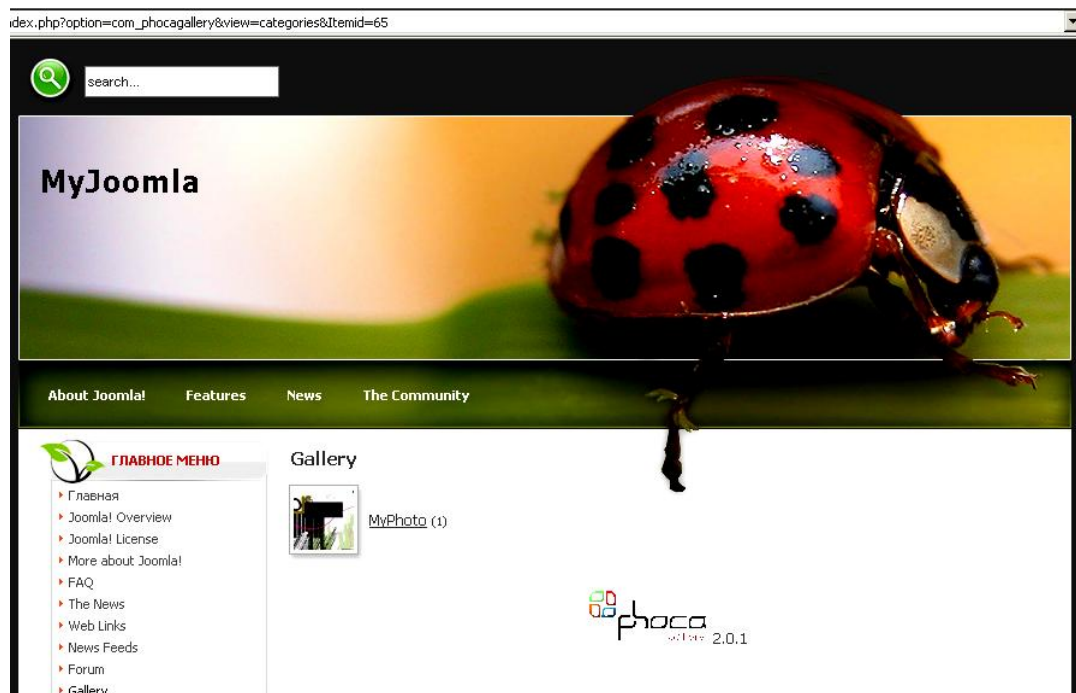 ndex.php?option=com_phocagallery&view=categories&Itemid=65
search...
MyJoomla
About Joomla! Features News The Community
ГЛАВНОЕ МЕНЮ
Главная
Joomla! Overview
Joomla! License
More about Joomla!
FAQ
The News
Web Links
News Feeds
Forum
Gallery
Gallery
MyPhoto (1)
phoca
gallery 2.0.1